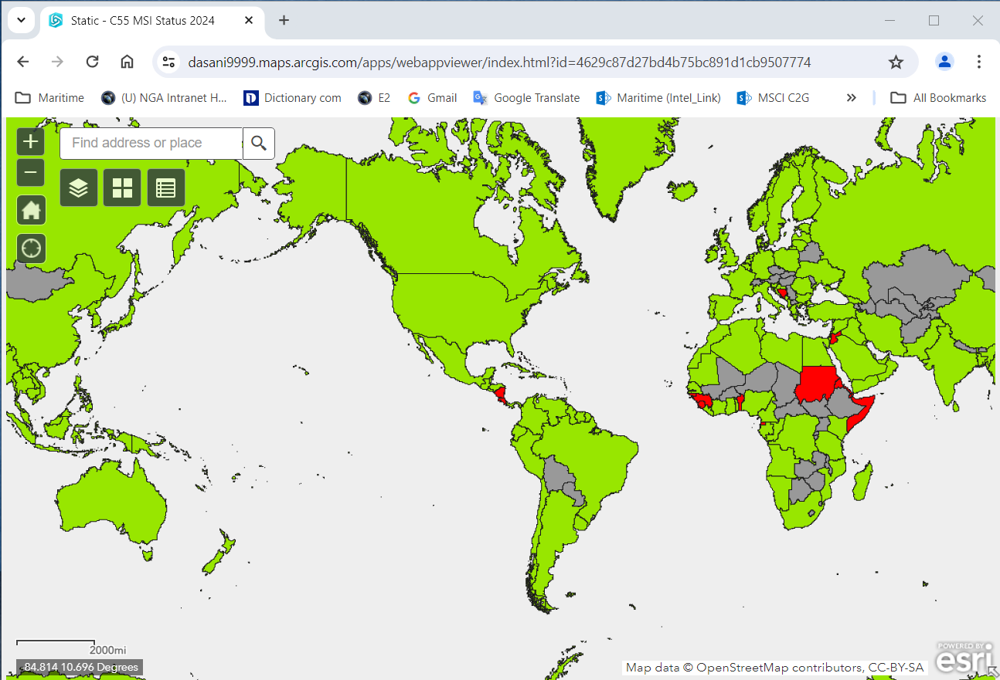 Static - C55 MSI Status 2024
dasani9999.maps.arcgis.com/apps/webappviewer/index.html?id=4629c87d27bd4b75bc891d1cb9507774
Maritime (U) NGA Intranet H... Dictionary com E2 Gmail Google Translate Maritime (Intel_Link) MSCI C2G All Bookmarks
Find address or place
2000mi
-84.814 10.696 Degrees
Map data © OpenStreetMap contributors, CC-BY-SA
POWERED BY
esri